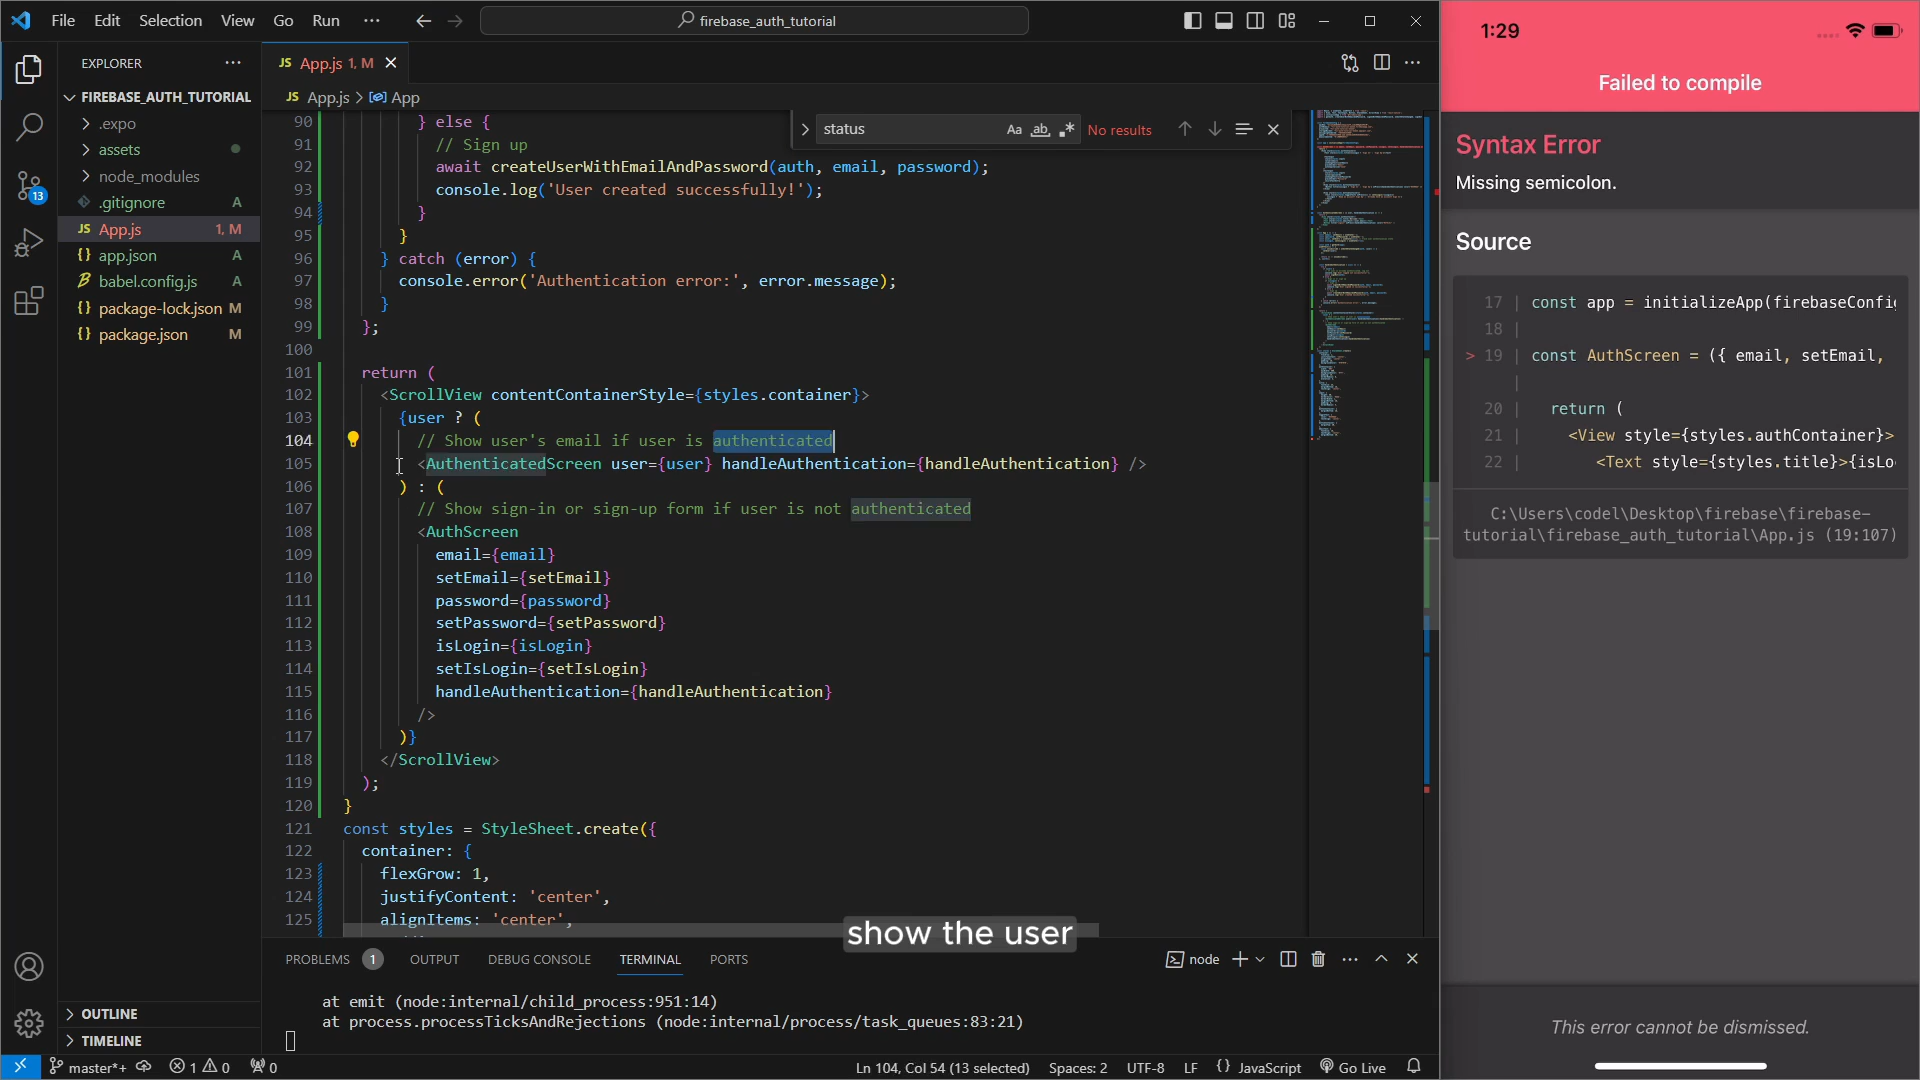 File Edit Selection View Go Run ···
firebase_auth_tutorial
EXPLORER ···
FIREBASE_AUTH_TUTORIAL
.expo
assets
node_modules
.gitignore A
JS App.js 1, M
{} app.json A
babel.config.js A
{} package-lock.json M
{} package.json M
OUTLINE
TIMELINE
13
JS App.js 1, M
JS App.js > App
status
Aa ab .* No results
90 } else {
91 // Sign up
92 await createUserWithEmailAndPassword(auth, email, password);
93 console.log('User created successfully!');
94 }
95 }
96 } catch (error) {
97 console.error('Authentication error:', error.message);
98 }
99 };
100
101 return (
102 <ScrollView contentContainerStyle={styles.container}>
103 {user ? (
104 // Show user's email if user is authenticated
105 <AuthenticatedScreen user={user} handleAuthentication={handleAuthentication} />
106 ) : (
107 // Show sign-in or sign-up form if user is not authenticated
108 <AuthScreen
109 email={email}
110 setEmail={setEmail}
111 password={password}
112 setPassword={setPassword}
113 isLogin={isLogin}
114 setIsLogin={setIsLogin}
115 handleAuthentication={handleAuthentication}
116 />
117 )}
118 </ScrollView>
119 );
120 }
121 const styles = StyleSheet.create({
122 container: {
123 flexGrow: 1,
124 justifyContent: 'center',
125 alignItems: 'center',
show the user
PROBLEMS 1 OUTPUT DEBUG CONSOLE TERMINAL PORTS
node
at emit (node:internal/child_process:951:14)
at process.processTicksAndRejections (node:internal/process/task_queues:83:21)
master*+ 1 0 0
Ln 104, Col 54 (13 selected) Spaces: 2 UTF-8 LF {} JavaScript Go Live
1:29
Failed to compile
Syntax Error
Missing semicolon.
Source
17 | const app = initializeApp(firebaseConfig
18 |
> 19 | const AuthScreen = ({ email, setEmail,
|
20 | return (
21 | <View style={styles.authContainer}>
22 | <Text style={styles.title}>{isLo
C:\Users\codel\Desktop\firebase\firebase-
tutorial\firebase_auth_tutorial\App.js (19:107)
This error cannot be dismissed.